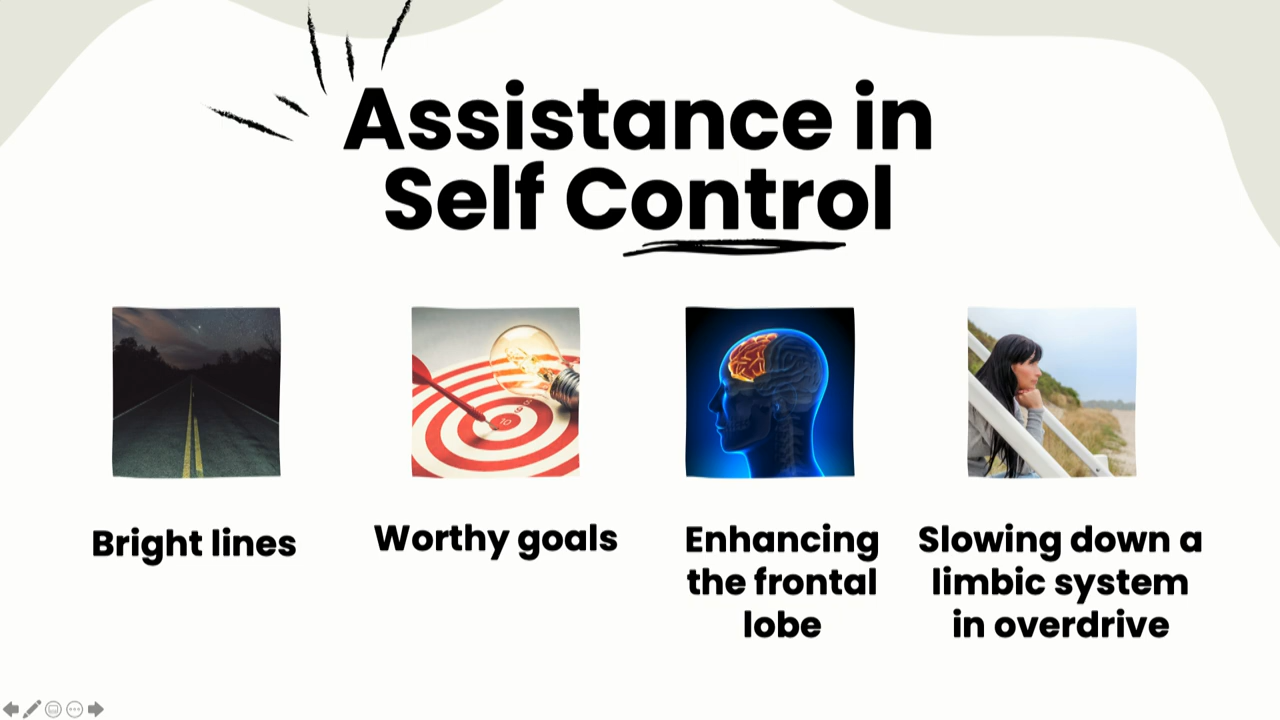 Assistance in
Self Control
Bright lines
Worthy goals
Enhancing
the frontal
lobe
Slowing down a
limbic system
in overdrive